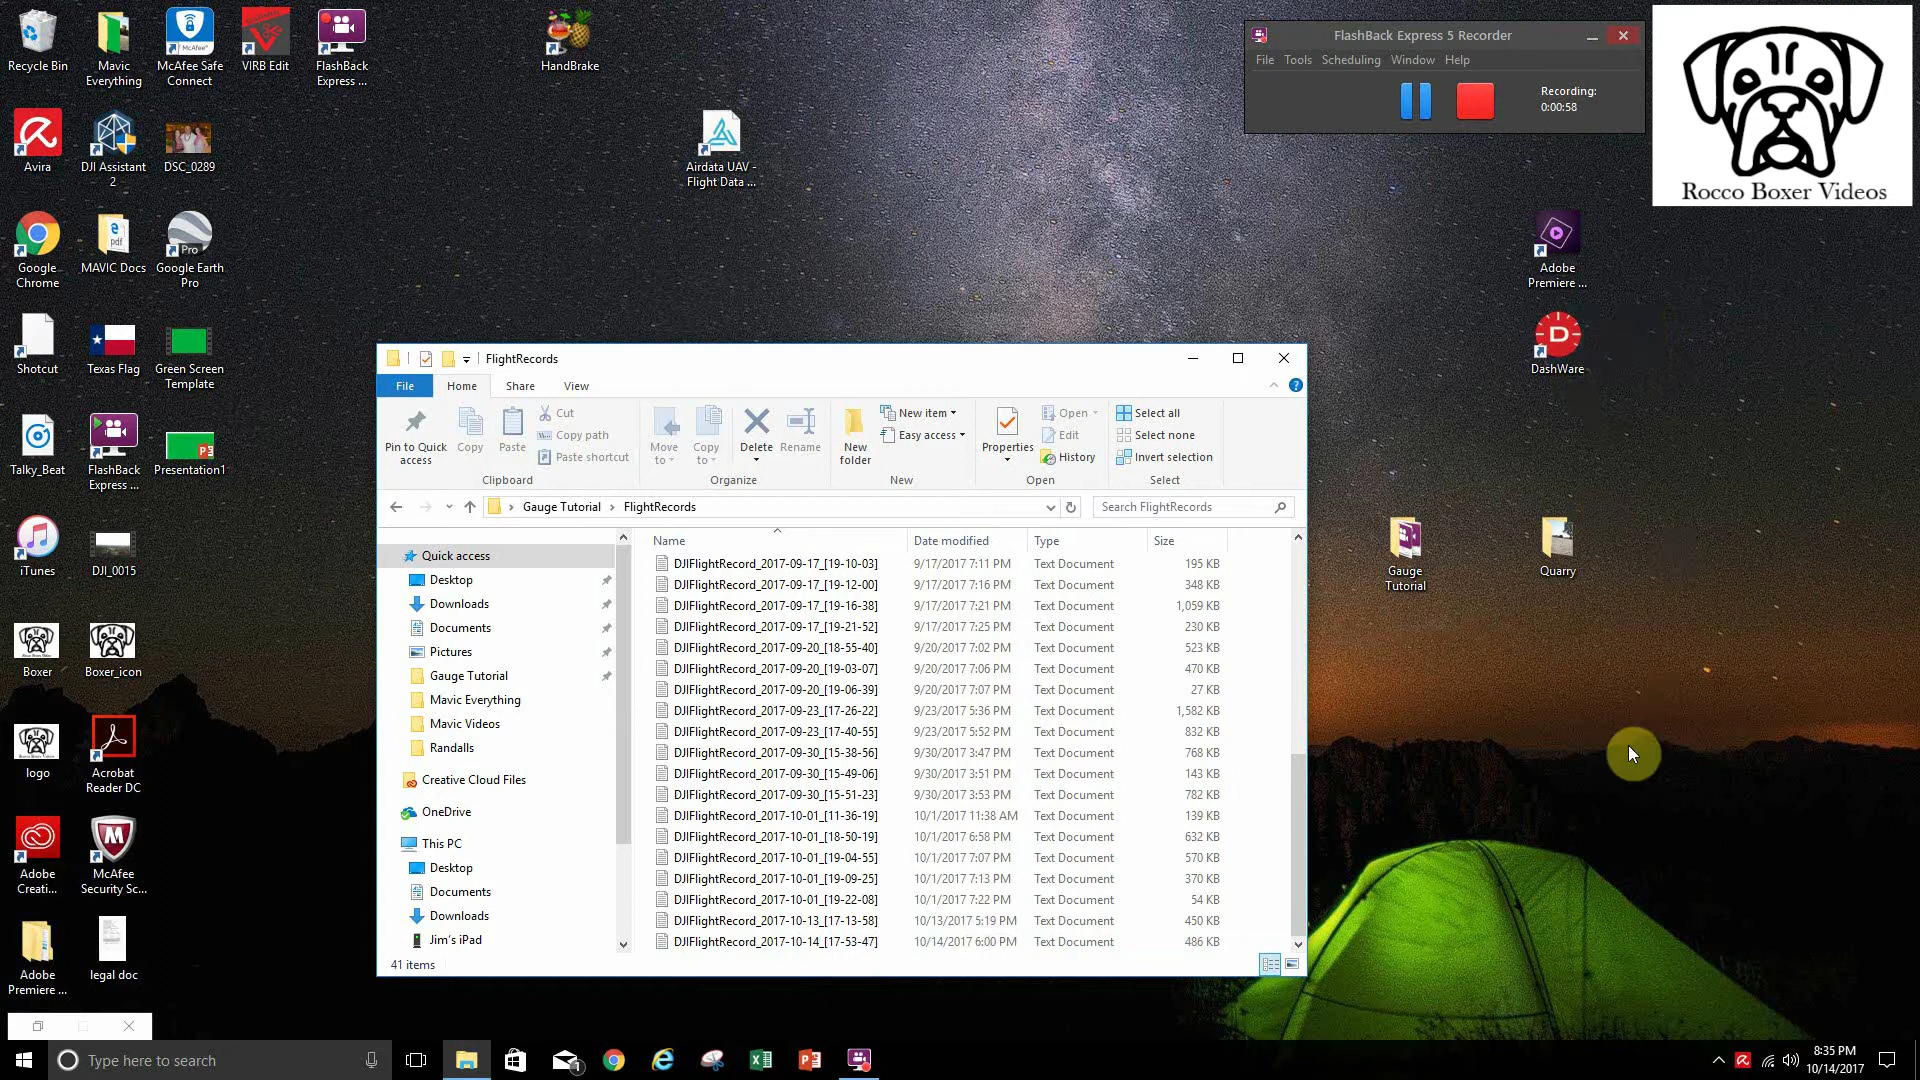 Recycle Bin
Mavic
Everything
McAfee Safe
Connect
VIRB Edit
FlashBack
Express ...
HandBrake
Airdata UAV -
Flight Data ...
FlashBack Express 5 Recorder
File Tools Scheduling Window Help
Recording:
0:00:58
Rocco Boxer Videos
Avira
DJI Assistant
2
DSC_0289
Google
Chrome
MAVIC Docs
Google Earth
Pro
Adobe
Premiere ...
Shotcut
Texas Flag
Green Screen
Template
DashWare
Talky_Beat
FlashBack
Express ...
Presentation1
iTunes
DJI_0015
Boxer
Boxer_icon
logo
Acrobat
Reader DC
Adobe
Creati...
McAfee
Security Sc...
Adobe
Premiere ...
legal doc
Gauge
Tutorial
Quarry
FlightRecords
File Home Share View
Pin to Quick
access
Copy
Paste
Cut
Copy path
Paste shortcut
Clipboard
Move
to
Copy
to
Delete
Rename
Organize
New
folder
New item
Easy access
New
Properties
Open
Edit
History
Open
Select all
Select none
Invert selection
Select
Gauge Tutorial > FlightRecords
Search FlightRecords
Quick access
Desktop
Downloads
Documents
Pictures
Gauge Tutorial
Mavic Everything
Mavic Videos
Randalls
Creative Cloud Files
OneDrive
This PC
Desktop
Documents
Downloads
Jim's iPad
Name Date modified Type Size
DJIFlightRecord_2017-09-17_[19-10-03] 9/17/2017 7:11 PM Text Document 195 KB
DJIFlightRecord_2017-09-17_[19-12-00] 9/17/2017 7:16 PM Text Document 348 KB
DJIFlightRecord_2017-09-17_[19-16-38] 9/17/2017 7:21 PM Text Document 1,059 KB
DJIFlightRecord_2017-09-17_[19-21-52] 9/17/2017 7:25 PM Text Document 230 KB
DJIFlightRecord_2017-09-20_[18-55-40] 9/20/2017 7:02 PM Text Document 523 KB
DJIFlightRecord_2017-09-20_[19-03-07] 9/20/2017 7:06 PM Text Document 470 KB
DJIFlightRecord_2017-09-20_[19-06-39] 9/20/2017 7:07 PM Text Document 27 KB
DJIFlightRecord_2017-09-23_[17-26-22] 9/23/2017 5:36 PM Text Document 1,582 KB
DJIFlightRecord_2017-09-23_[17-40-55] 9/23/2017 5:52 PM Text Document 832 KB
DJIFlightRecord_2017-09-30_[15-38-56] 9/30/2017 3:47 PM Text Document 768 KB
DJIFlightRecord_2017-09-30_[15-49-06] 9/30/2017 3:51 PM Text Document 143 KB
DJIFlightRecord_2017-09-30_[15-51-23] 9/30/2017 3:53 PM Text Document 782 KB
DJIFlightRecord_2017-10-01_[11-36-19] 10/1/2017 11:38 AM Text Document 139 KB
DJIFlightRecord_2017-10-01_[18-50-19] 10/1/2017 6:58 PM Text Document 632 KB
DJIFlightRecord_2017-10-01_[19-04-55] 10/1/2017 7:07 PM Text Document 570 KB
DJIFlightRecord_2017-10-01_[19-09-25] 10/1/2017 7:13 PM Text Document 370 KB
DJIFlightRecord_2017-10-01_[19-22-08] 10/1/2017 7:22 PM Text Document 54 KB
DJIFlightRecord_2017-10-13_[17-13-58] 10/13/2017 5:19 PM Text Document 450 KB
DJIFlightRecord_2017-10-14_[17-53-47] 10/14/2017 6:00 PM Text Document 486 KB
41 items
Type here to search
8:35 PM
10/14/2017